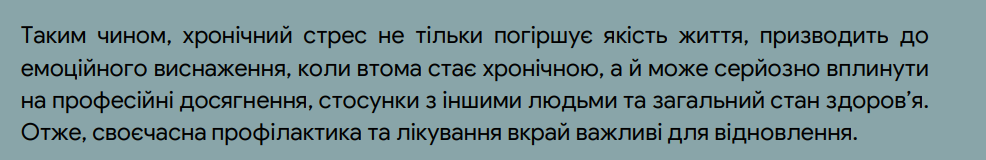 Таким чином, хронічний стрес не тільки погіршує якість життя, призводить до
емоційного виснаження, коли втома стає хронічною, а й може серйозно вплинути
на професійні досягнення, стосунки з іншими людьми та загальний стан здоров’я.
Отже, своєчасна профілактика та лікування вкрай важливі для відновлення.